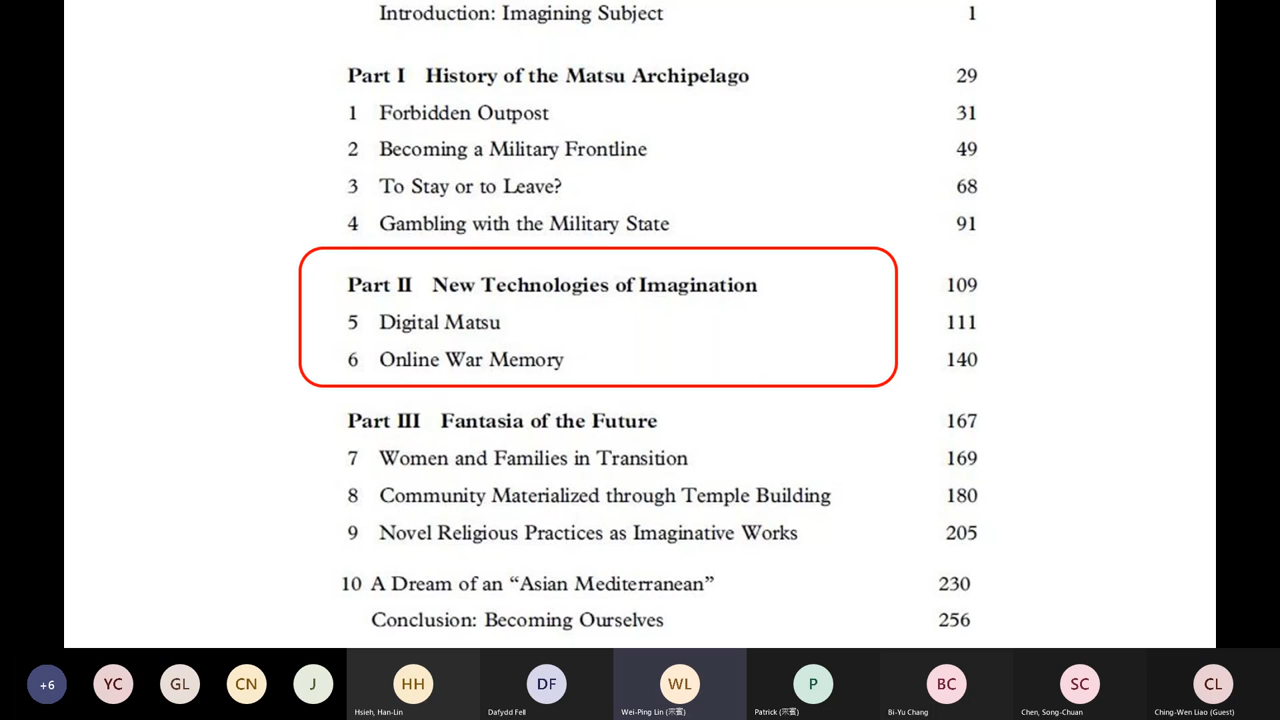 Introduction: Imagining Subject 1
Part I History of the Matsu Archipelago 29
1 Forbidden Outpost 31
2 Becoming a Military Frontline 49
3 To Stay or to Leave? 68
4 Gambling with the Military State 91
Part II New Technologies of Imagination 109
5 Digital Matsu 111
6 Online War Memory 140
Part III Fantasia of the Future 167
7 Women and Families in Transition 169
8 Community Materialized through Temple Building 180
9 Novel Religious Practices as Imaginative Works 205
10 A Dream of an “Asian Mediterranean” 230
Conclusion: Becoming Ourselves 256
+6 YC GL CN J HH DF WL P BC SC CL
Hsieh, Han-Lin Dafydd Fell Wei-Ping Lin (示賓) Patrick (示賓) Bi-Yu Chang Chen, Song-Chuan Ching-Wen Liao (Guest)